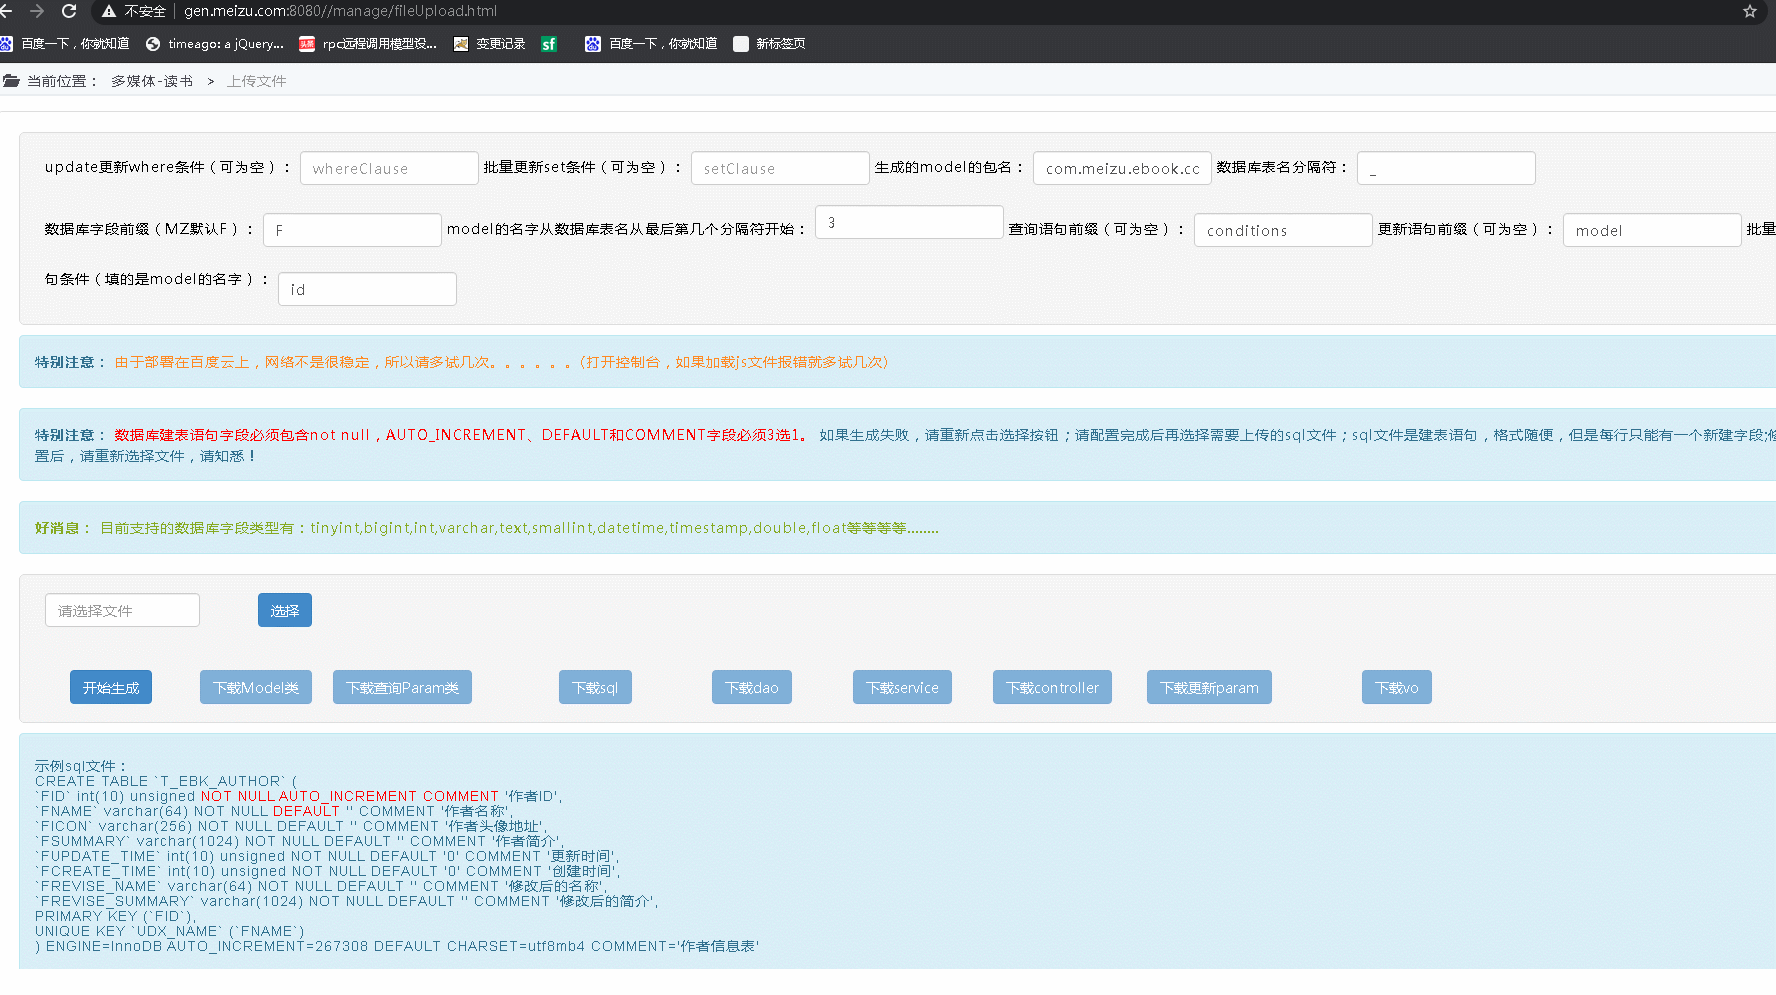 不安全 | gen.meizu.com:8080//manage/fileUpload.html
百度一下，你就知道 timeago: a jQuery... rpc远程调用模型设... 变更记录 sf 百度一下，你就知道 新标签页
当前位置： 多媒体-读书 > 上传文件
update更新where条件（可为空）： whereClause 批量更新set条件（可为空）： setClause 生成的model的包名： com.meizu.ebook.cc 数据库表名分隔符： _
数据库字段前缀（MZ默认F）： F model的名字从数据库表名从最后第几个分隔符开始： 3 查询语句前缀（可为空）： conditions 更新语句前缀（可为空）： model 批量
句条件（填的是model的名字）： id
特别注意： 由于部署在百度云上，网络不是很稳定，所以请多试几次。。。。。。（打开控制台，如果加载js文件报错就多试几次）
特别注意： 数据库建表语句字段必须包含not null，AUTO_INCREMENT、DEFAULT和COMMENT字段必须3选1。 如果生成失败，请重新点击选择按钮；请配置完成后再选择需要上传的sql文件；sql文件是建表语句，格式随便，但是每行只能有一个新建字段;修
置后，请重新选择文件，请知悉！
好消息： 目前支持的数据库字段类型有：tinyint,bigint,int,varchar,text,smallint,datetime,timestamp,double,float等等等等........
请选择文件 选择
开始生成 下载Model类 下载查询Param类 下载sql 下载dao 下载service 下载controller 下载更新param 下载vo
示例sql文件：
CREATE TABLE `T_EBK_AUTHOR` (
`FID` int(10) unsigned NOT NULL AUTO_INCREMENT COMMENT '作者ID',
`FNAME` varchar(64) NOT NULL DEFAULT '' COMMENT '作者名称',
`FICON` varchar(256) NOT NULL DEFAULT '' COMMENT '作者头像地址',
`FSUMMARY` varchar(1024) NOT NULL DEFAULT '' COMMENT '作者简介',
`FUPDATE_TIME` int(10) unsigned NOT NULL DEFAULT '0' COMMENT '更新时间',
`FCREATE_TIME` int(10) unsigned NOT NULL DEFAULT '0' COMMENT '创建时间',
`FREVISE_NAME` varchar(64) NOT NULL DEFAULT '' COMMENT '修改后的名称',
`FREVISE_SUMMARY` varchar(1024) NOT NULL DEFAULT '' COMMENT '修改后的简介',
PRIMARY KEY (`FID`),
UNIQUE KEY `UDX_NAME` (`FNAME`)
) ENGINE=InnoDB AUTO_INCREMENT=267308 DEFAULT CHARSET=utf8mb4 COMMENT='作者信息表'